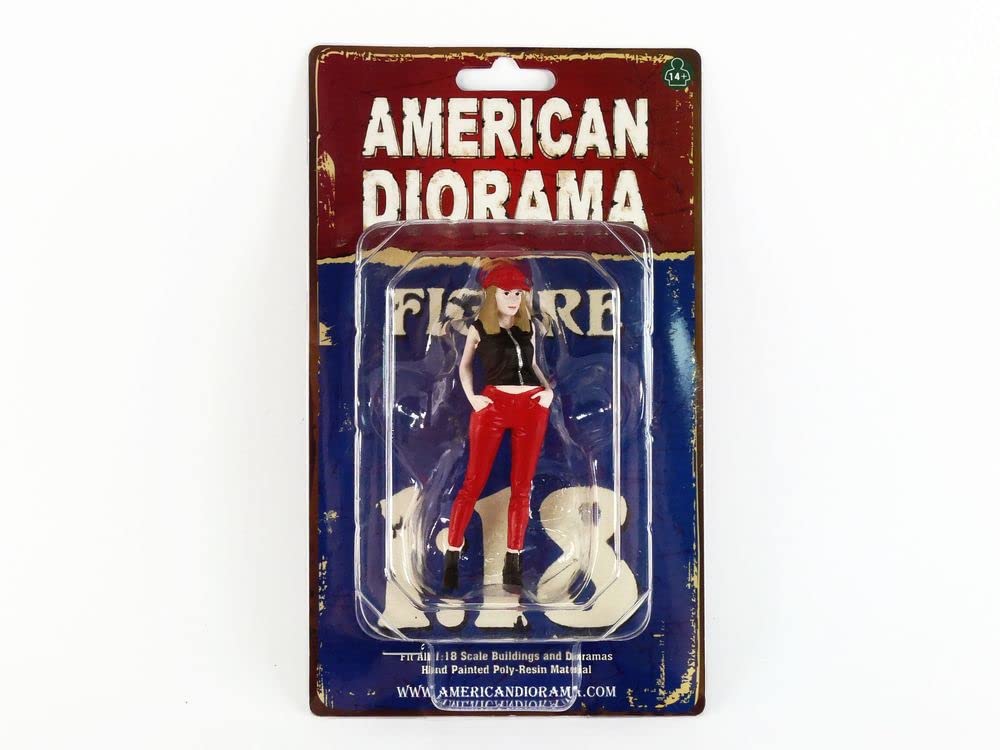 14+
AMERICAN
DIORAMA
FIGURE
1:18
Fit All 1:18 Scale Buildings and Dioramas
Hand Painted Poly-Resin Material
WWW.AMERICANDIORAMA.COM